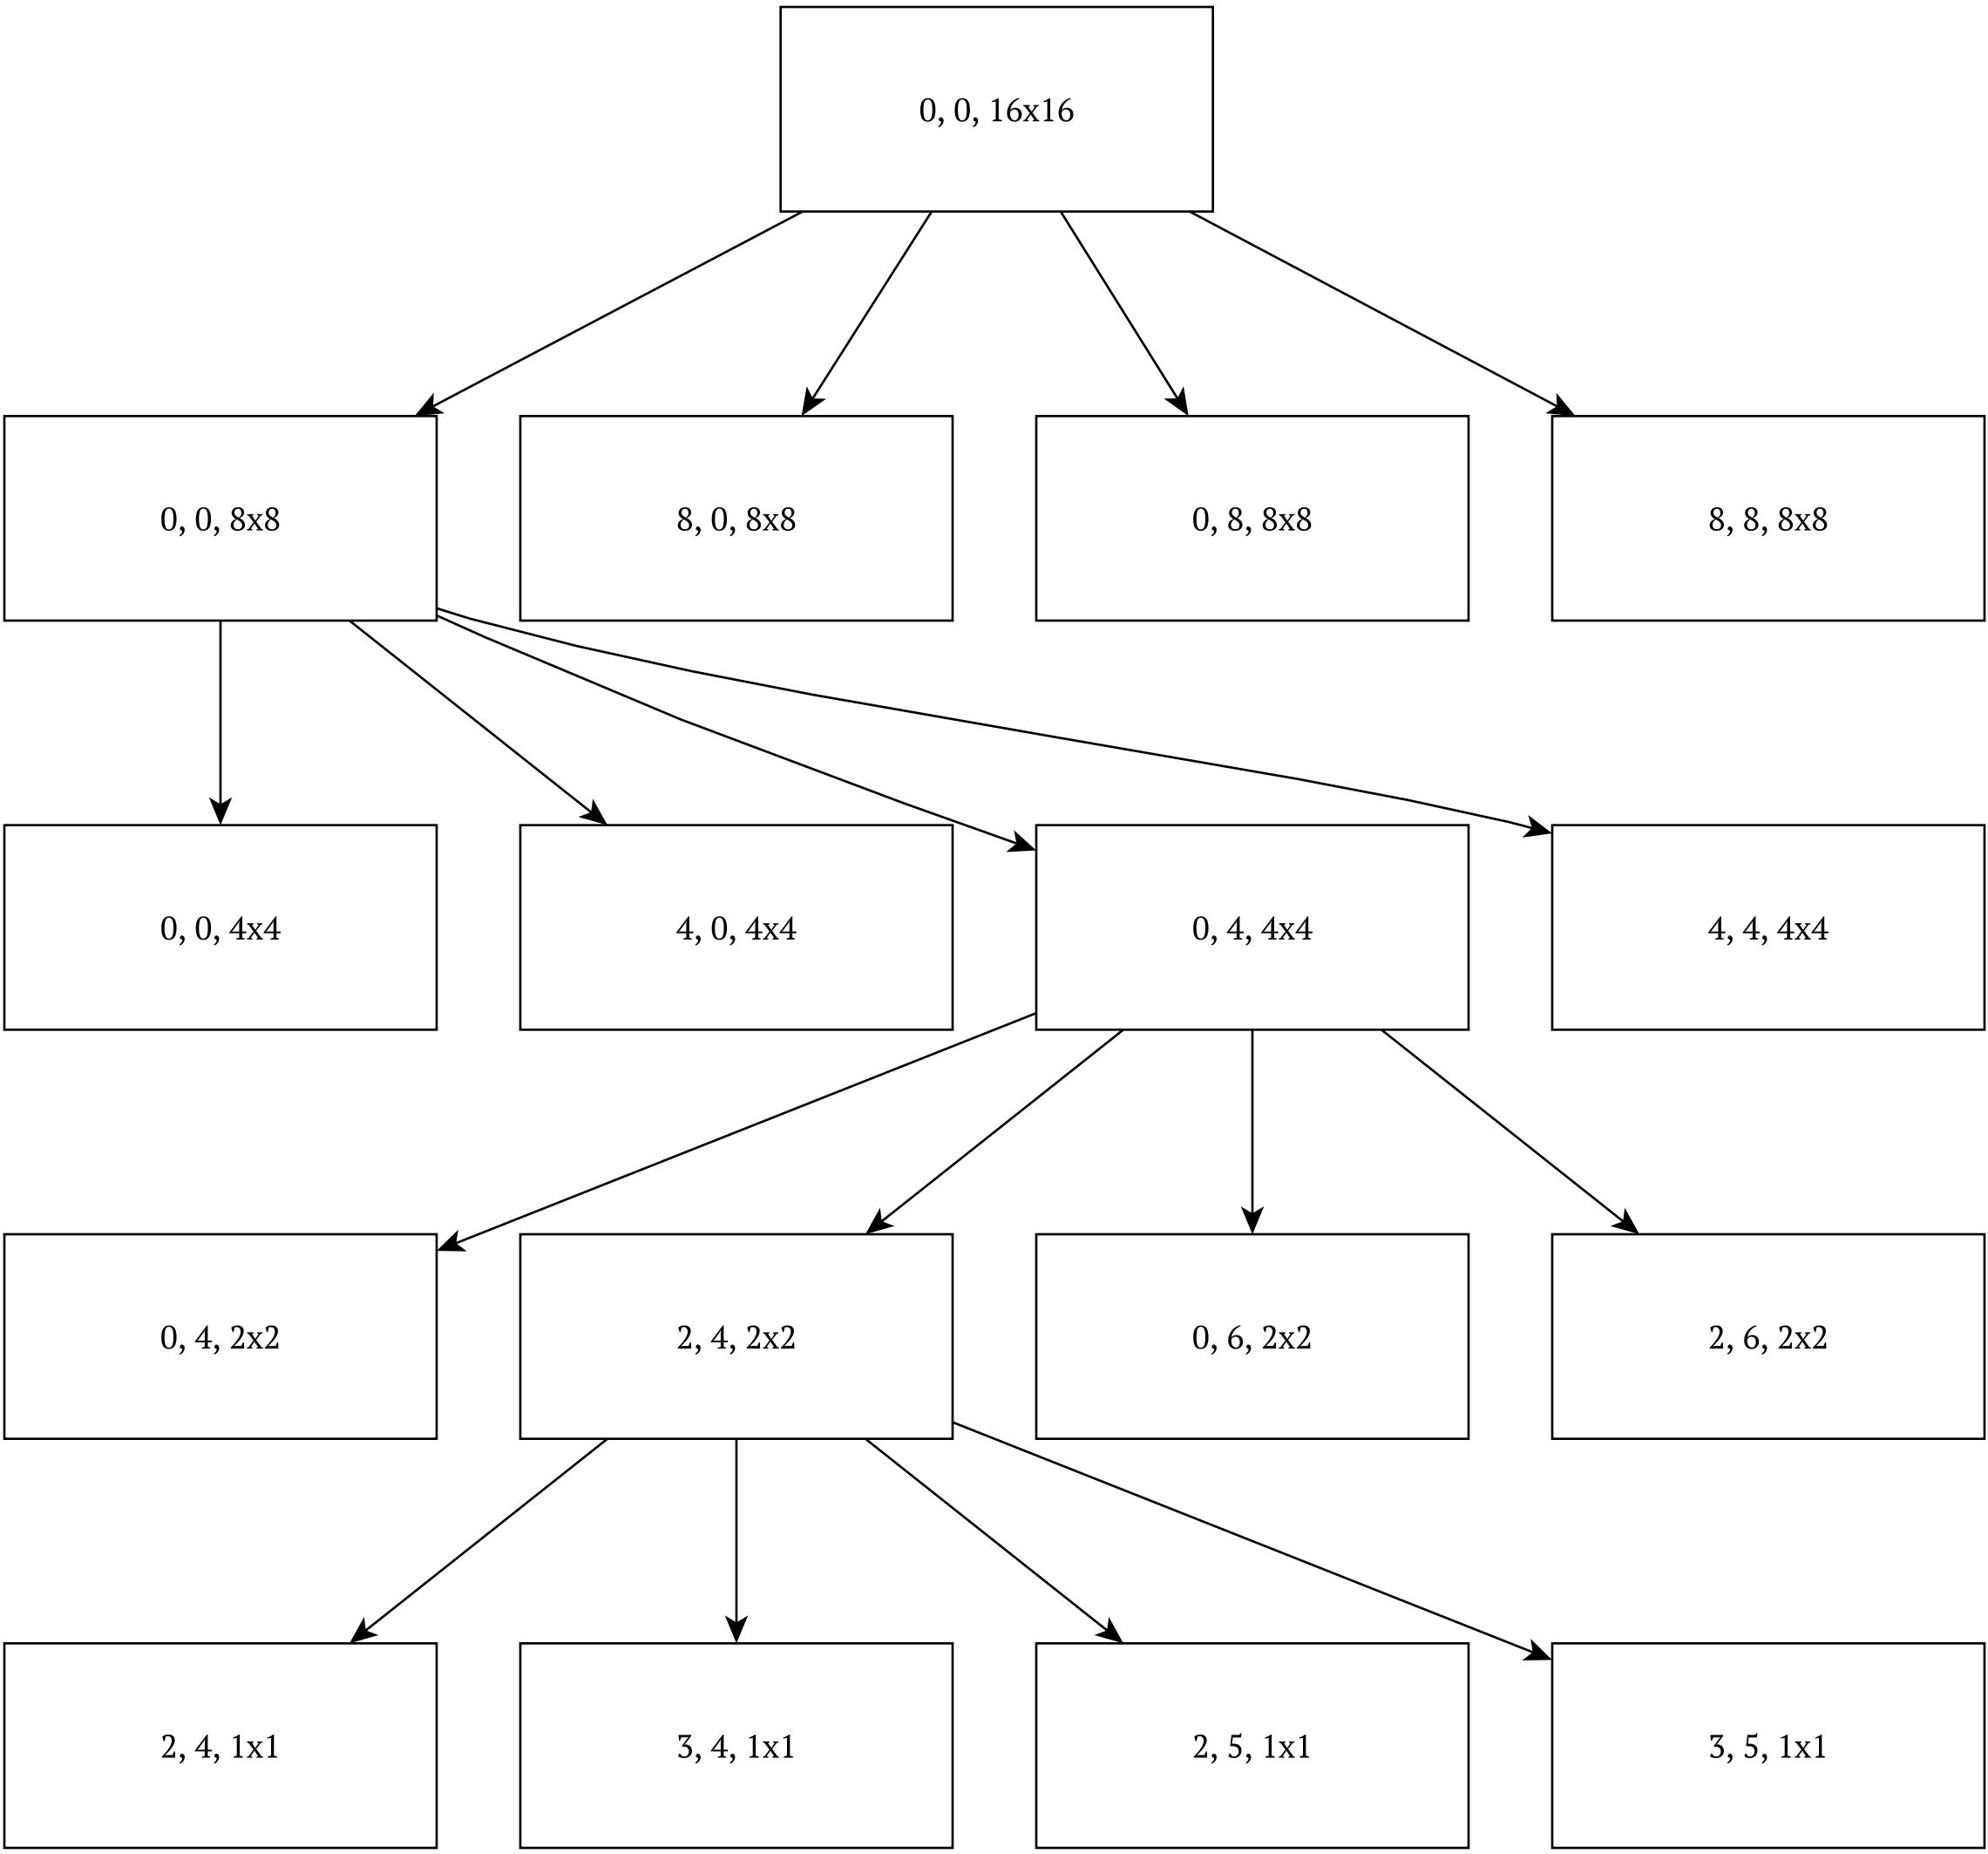 0, 0, 16x16
0, 0, 8x8
8, 0, 8x8
0, 8, 8x8
8, 8, 8x8
0, 0, 4x4
4, 0, 4x4
0, 4, 4x4
4, 4, 4x4
0, 4, 2x2
2, 4, 2x2
0, 6, 2x2
2, 6, 2x2
2, 4, 1x1
3, 4, 1x1
2, 5, 1x1
3, 5, 1x1